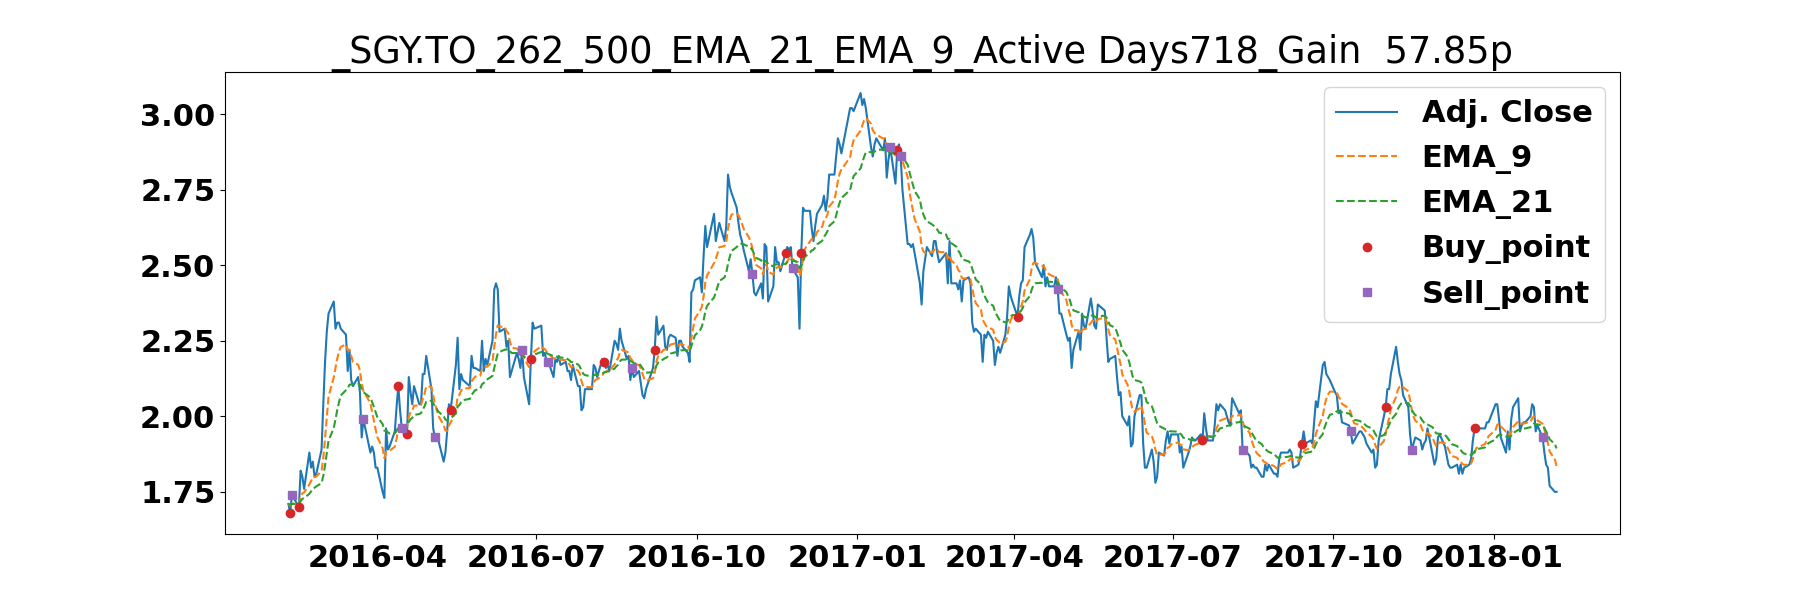 _SGY.TO_262_500_EMA_21_EMA_9_Active Days718_Gain  57.85p
3.00
2.75
2.50
2.25
2.00
1.75
2016-04 2016-07 2016-10 2017-01 2017-04 2017-07 2017-10 2018-01
Adj. Close
EMA_9
EMA_21
Buy_point
Sell_point